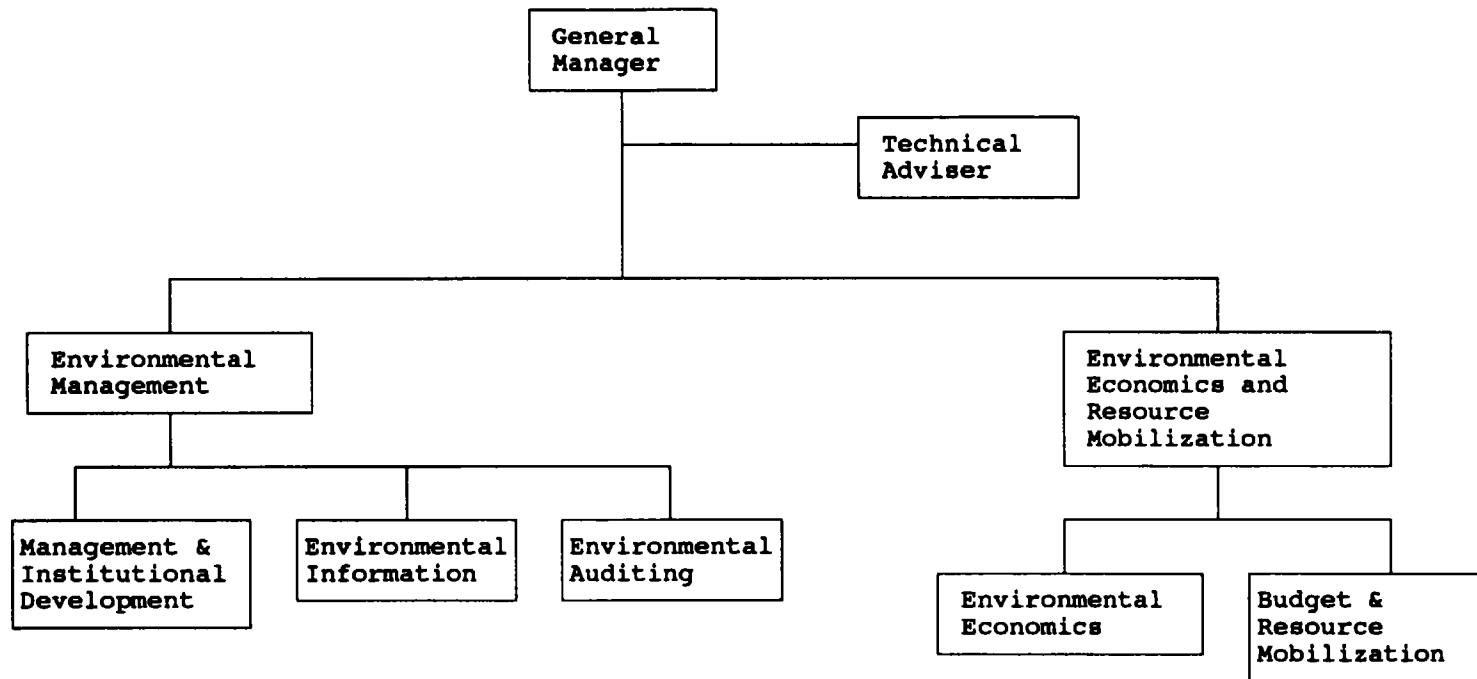 General
Manager
Technical
Adviser
Environmental
Management
Environmental
Economics and
Resource
Mobilization
Management &
Institutional
Development
Environmental
Information
Environmental
Auditing
Environmental
Economics
Budget &
Resource
Mobilization